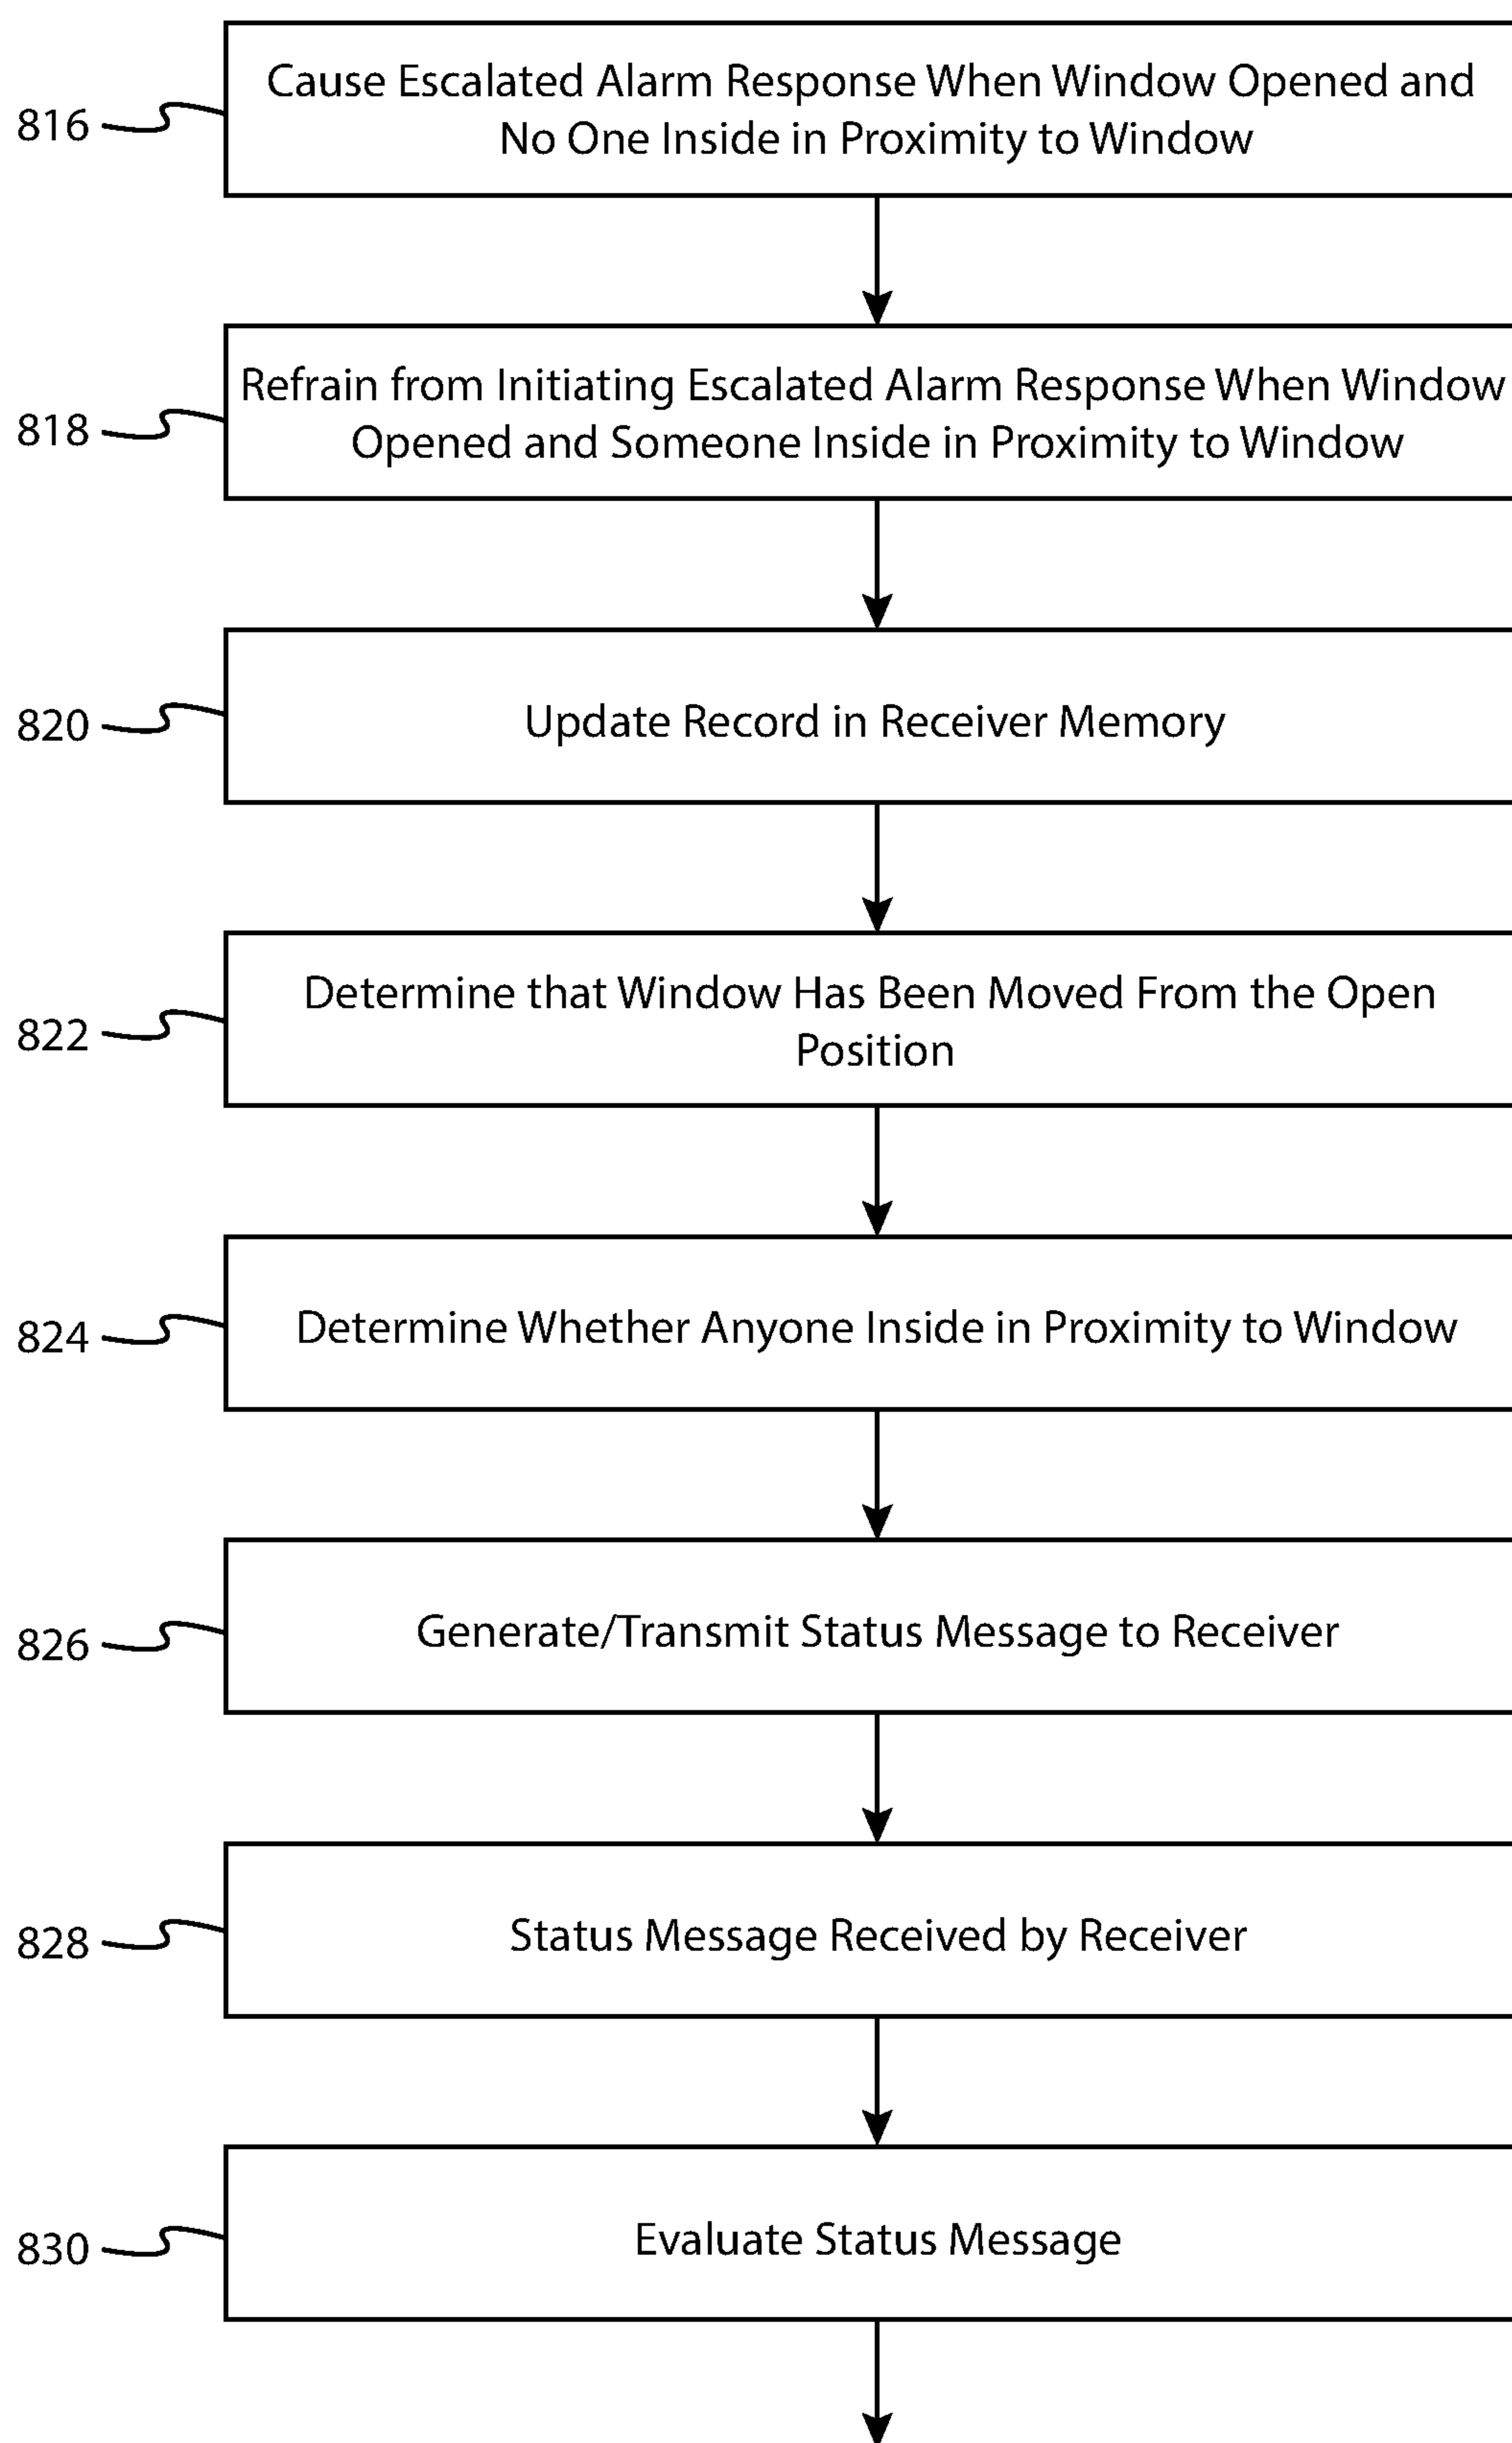 816
Cause Escalated Alarm Response When Window Opened and
No One Inside in Proximity to Window
818
Refrain from Initiating Escalated Alarm Response When Window
Opened and Someone Inside in Proximity to Window
820
Update Record in Receiver Memory
822
Determine that Window Has Been Moved From the Open
Position
824
Determine Whether Anyone Inside in Proximity to Window
826
Generate/Transmit Status Message to Receiver
828
Status Message Received by Receiver
830
Evaluate Status Message